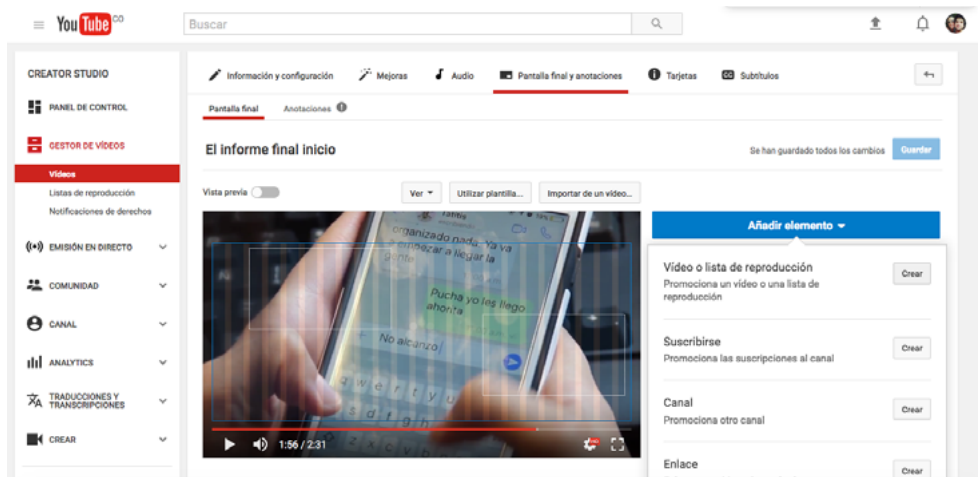 YouTube CO
Buscar
CREATOR STUDIO
PANEL DE CONTROL
GESTOR DE VÍDEOS
Vídeos
Listas de reproducción
Notificaciones de derechos
EMISIÓN EN DIRECTO
COMUNIDAD
CANAL
ANALYTICS
TRADUCCIONES Y
TRANSCRIPCIONES
CREAR
Información y configuración
Mejoras
Audio
Pantalla final y anotaciones
Tarjetas
Subtítulos
Pantalla final
Anotaciones
El informe final inicio
Se han guardado todos los cambios
Guardar
Vista previa
Ver
Utilizar plantilla...
Importar de un vídeo...
organizado nada. Ya va
a empezar a llegar la
gente
Pucha yo les llego
ahorita
No alcanzo
q w e r t y u
s d f g h
z x c
1:56 / 2:31
Añadir elemento
Vídeo o lista de reproducción
Promociona un vídeo o una lista de
reproducción
Crear
Suscribirse
Promociona las suscripciones al canal
Crear
Canal
Promociona otro canal
Crear
Enlace
Crear